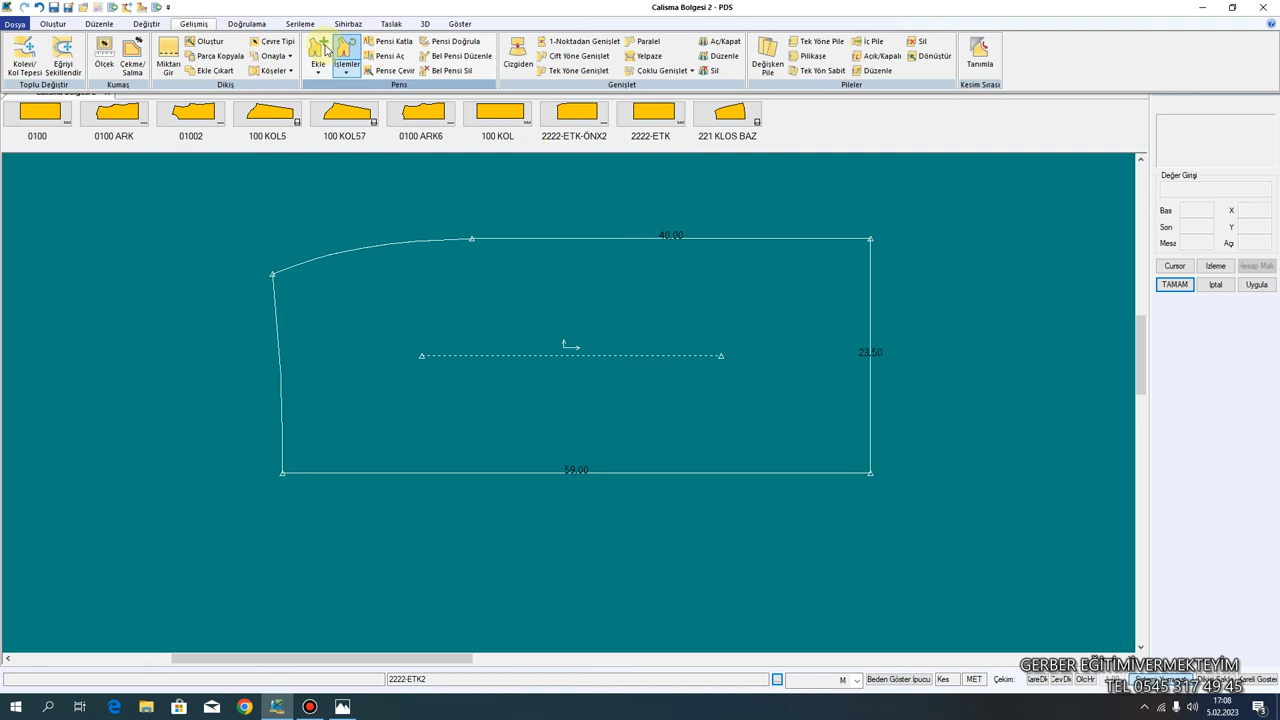 Calisma Bolgesi 2 - PDS
Dosya Oluştur Düzenle Değiştir Gelişmiş Doğrulama Serileme Sihirbaz Taslak 3D Göster
Kolevi/ Kol Tepesi
Eğriyi Şekillendir
Toplu Değiştir
Ölçek
Çekme/ Salma
Kumaş
Miktarı Gir
Oluştur
Parça Kopyala
Ekle Çıkart
Çevre Tipi
Onayla
Köşeler
Dikiş
Ekle
İşlemler
Pensi Katla
Pensi Aç
Pense Çevir
Pensi Doğrula
Bel Pensi Düzenle
Bel Pensi Sil
Pens
Cizgiden
1-Noktadan Genişlet
Çift Yöne Genişlet
Tek Yöne Genişlet
Paralel
Yelpaze
Çoklu Genişlet
Aç/Kapat
Düzenle
Sil
Genişlet
Değişken Pile
Tek Yöne Pile
Pilikaşe
Tek Yön Sabit
İç Pile
Açık/Kapalı
Düzenle
Sil
Dönüştür
Pileler
Tanımla
Kesim Sırası
0100
0100 ARK
01002
100 KOL5
100 KOL57
0100 ARK6
100 KOL
2222-ETK-ÖNX2
2222-ETK
221 KLOS BAZ
40,00
23,50
59,00
Değer Girişi
Bas X
Son Y
Mesa Açı
Cursor Izleme Hesap Mak
TAMAM Iptal Uygula
2222-ETK2
M
Beden Göster İpucu
Kes
MET
Çekim:
GERBER EĞİTİMİVERMEKTEYİM
TEL 0545 317 49 45
17:08
5.02.2023